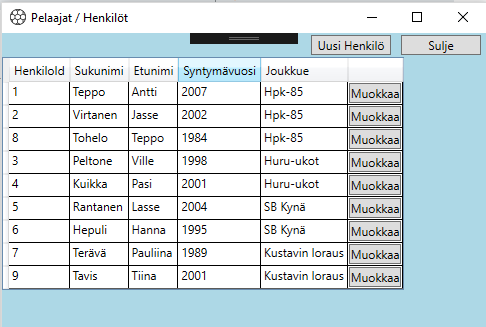 Pelaajat / Henkilöt
Uusi Henkilö Sulje
HenkiloId Sukunimi Etunimi Syntymävuosi Joukkue
1 Teppo Antti 2007 Hpk-85 Muokkaa
2 Virtanen Jasse 2002 Hpk-85 Muokkaa
8 Tohelo Teppo 1984 Hpk-85 Muokkaa
3 Peltone Ville 1998 Huru-ukot Muokkaa
4 Kuikka Pasi 2001 Huru-ukot Muokkaa
5 Rantanen Lasse 2004 SB Kynä Muokkaa
6 Hepuli Hanna 1995 SB Kynä Muokkaa
7 Terävä Pauliina 1989 Kustavin loraus Muokkaa
9 Tavis Tiina 2001 Kustavin loraus Muokkaa